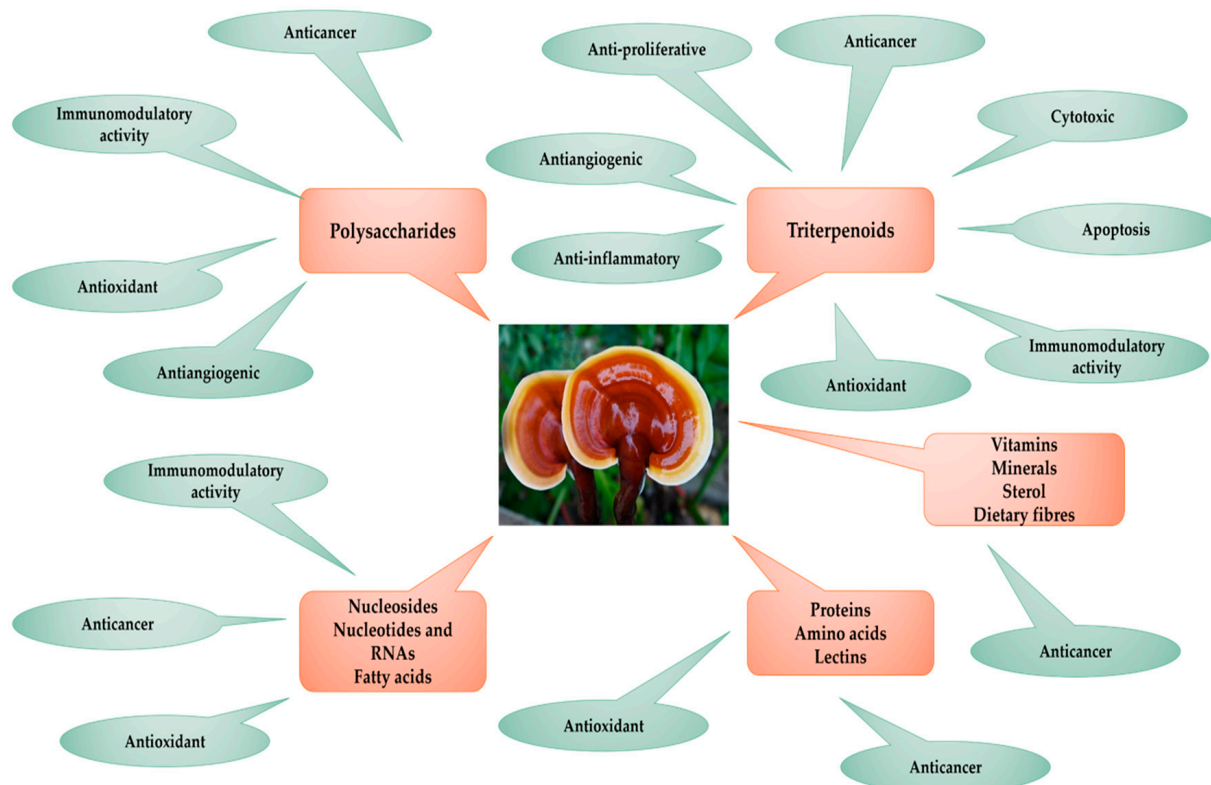 Anticancer
Immunomodulatory
activity
Polysaccharides
Antioxidant
Antiangiogenic
Anti-proliferative
Anticancer
Cytotoxic
Antiangiogenic
Triterpenoids
Apoptosis
Anti-inflammatory
Immunomodulatory
activity
Antioxidant
Vitamins
Minerals
Sterol
Dietary fibres
Anticancer
Immunomodulatory
activity
Nucleosides
Nucleotides and
RNAs
Fatty acids
Anticancer
Antioxidant
Proteins
Amino acids
Lectins
Antioxidant
Anticancer